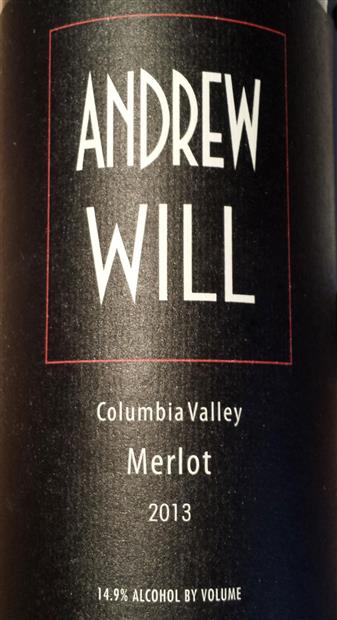 ANDREW
WILL
Columbia Valley
Merlot
2013
14.9% ALCOHOL BY VOLUME